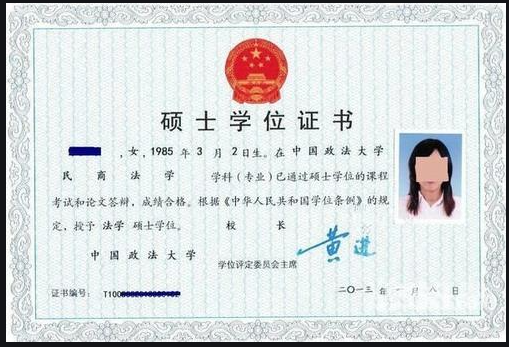 硕士学位证书
，女，1985 年 3 月 2 日生。在 中国政法大学
民商法学 学科（专业）已通过硕士学位的课程
考试和论文答辩，成绩合格。根据《中华人民共和国学位条例》的规
定，授予 法学 硕士学位。 校 长
黄进
中国政法大学 学位评定委员会主席
证书编号： T100
二〇一三年 月 八 日